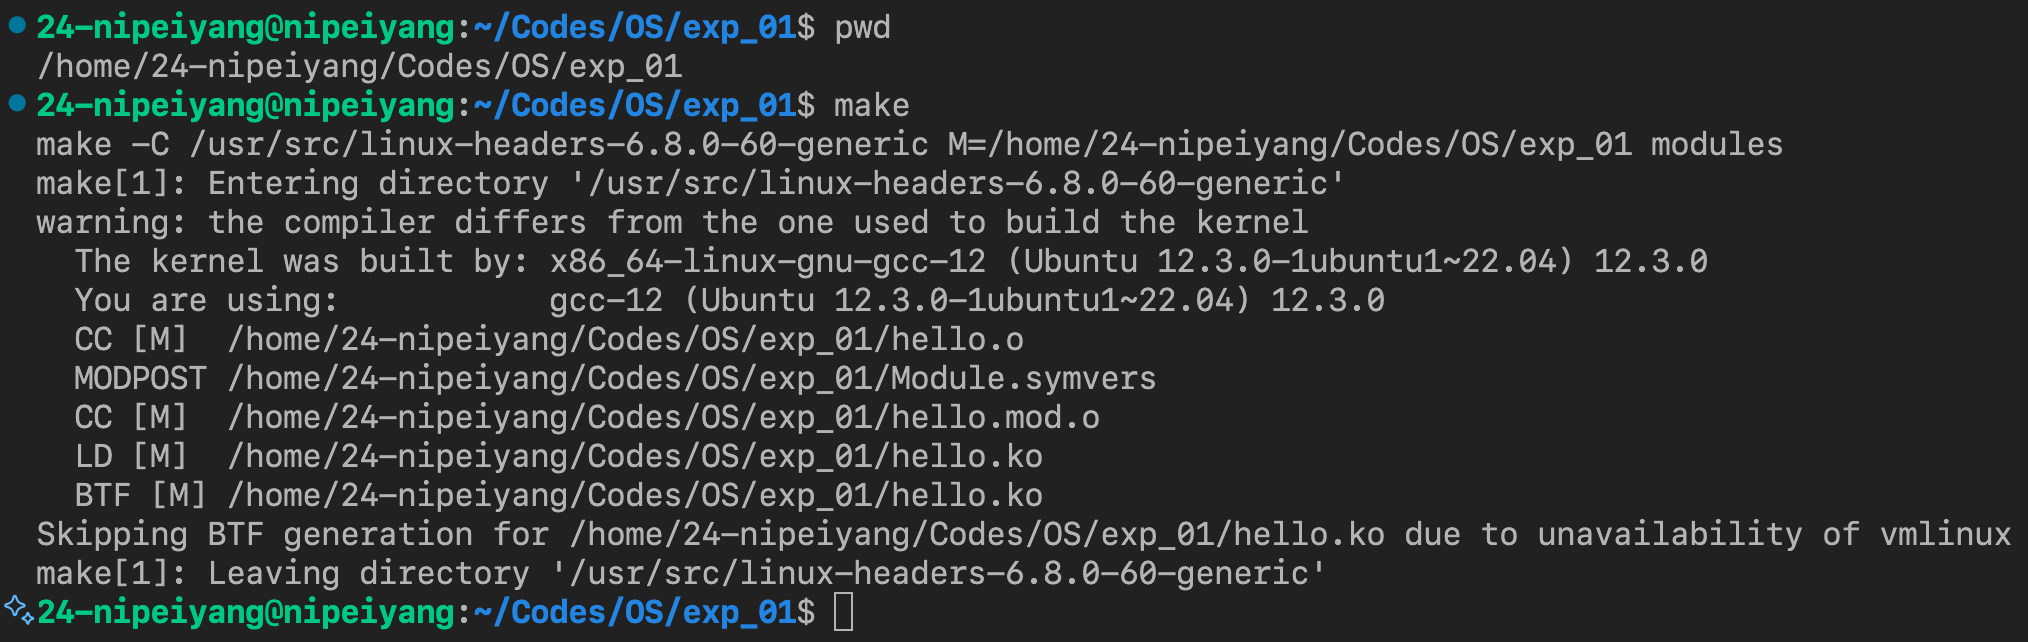 24-nipeiyang@nipeiyang:~/Codes/OS/exp_01$ pwd
/home/24-nipeiyang/Codes/OS/exp_01
24-nipeiyang@nipeiyang:~/Codes/OS/exp_01$ make
make -C /usr/src/linux-headers-6.8.0-60-generic M=/home/24-nipeiyang/Codes/OS/exp_01 modules
make[1]: Entering directory '/usr/src/linux-headers-6.8.0-60-generic'
warning: the compiler differs from the one used to build the kernel
  The kernel was built by: x86_64-linux-gnu-gcc-12 (Ubuntu 12.3.0-1ubuntu1~22.04) 12.3.0
  You are using:           gcc-12 (Ubuntu 12.3.0-1ubuntu1~22.04) 12.3.0
  CC [M]  /home/24-nipeiyang/Codes/OS/exp_01/hello.o
  MODPOST /home/24-nipeiyang/Codes/OS/exp_01/Module.symvers
  CC [M]  /home/24-nipeiyang/Codes/OS/exp_01/hello.mod.o
  LD [M]  /home/24-nipeiyang/Codes/OS/exp_01/hello.ko
  BTF [M] /home/24-nipeiyang/Codes/OS/exp_01/hello.ko
Skipping BTF generation for /home/24-nipeiyang/Codes/OS/exp_01/hello.ko due to unavailability of vmlinux
make[1]: Leaving directory '/usr/src/linux-headers-6.8.0-60-generic'
24-nipeiyang@nipeiyang:~/Codes/OS/exp_01$